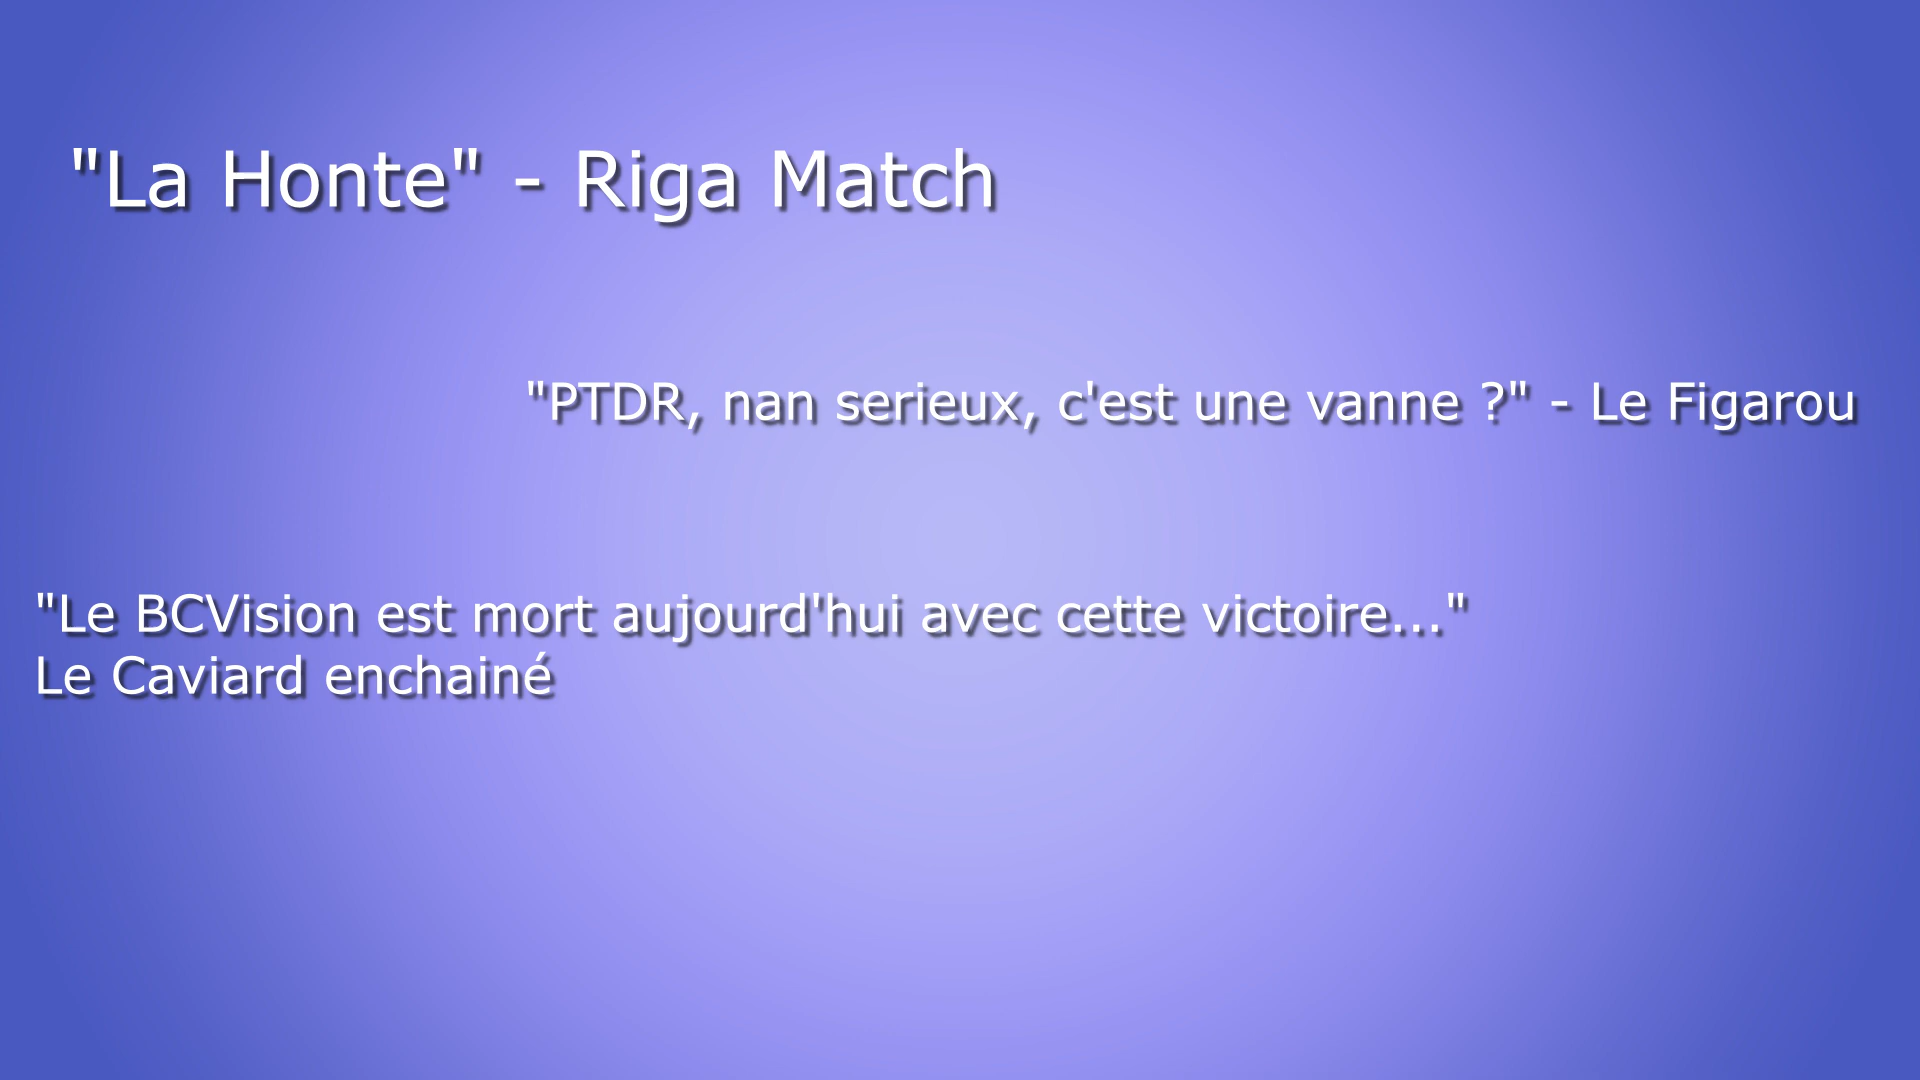 "La Honte" - Riga Match
"PTDR, nan serieux, c'est une vanne ?" - Le Figarou
"Le BCVision est mort aujourd'hui avec cette victoire..."
Le Caviard enchainé